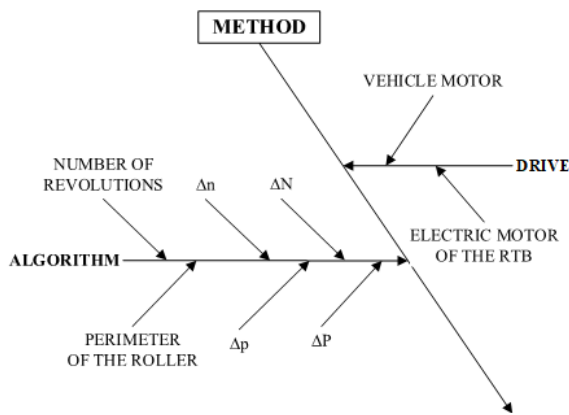 METHOD
VEHICLE MOTOR
NUMBER OF
REVOLUTIONS
Δn
ΔN
DRIVE
ELECTRIC MOTOR
OF THE RTB
ALGORITHM
PERIMETER
OF THE ROLLER
Δp
ΔP